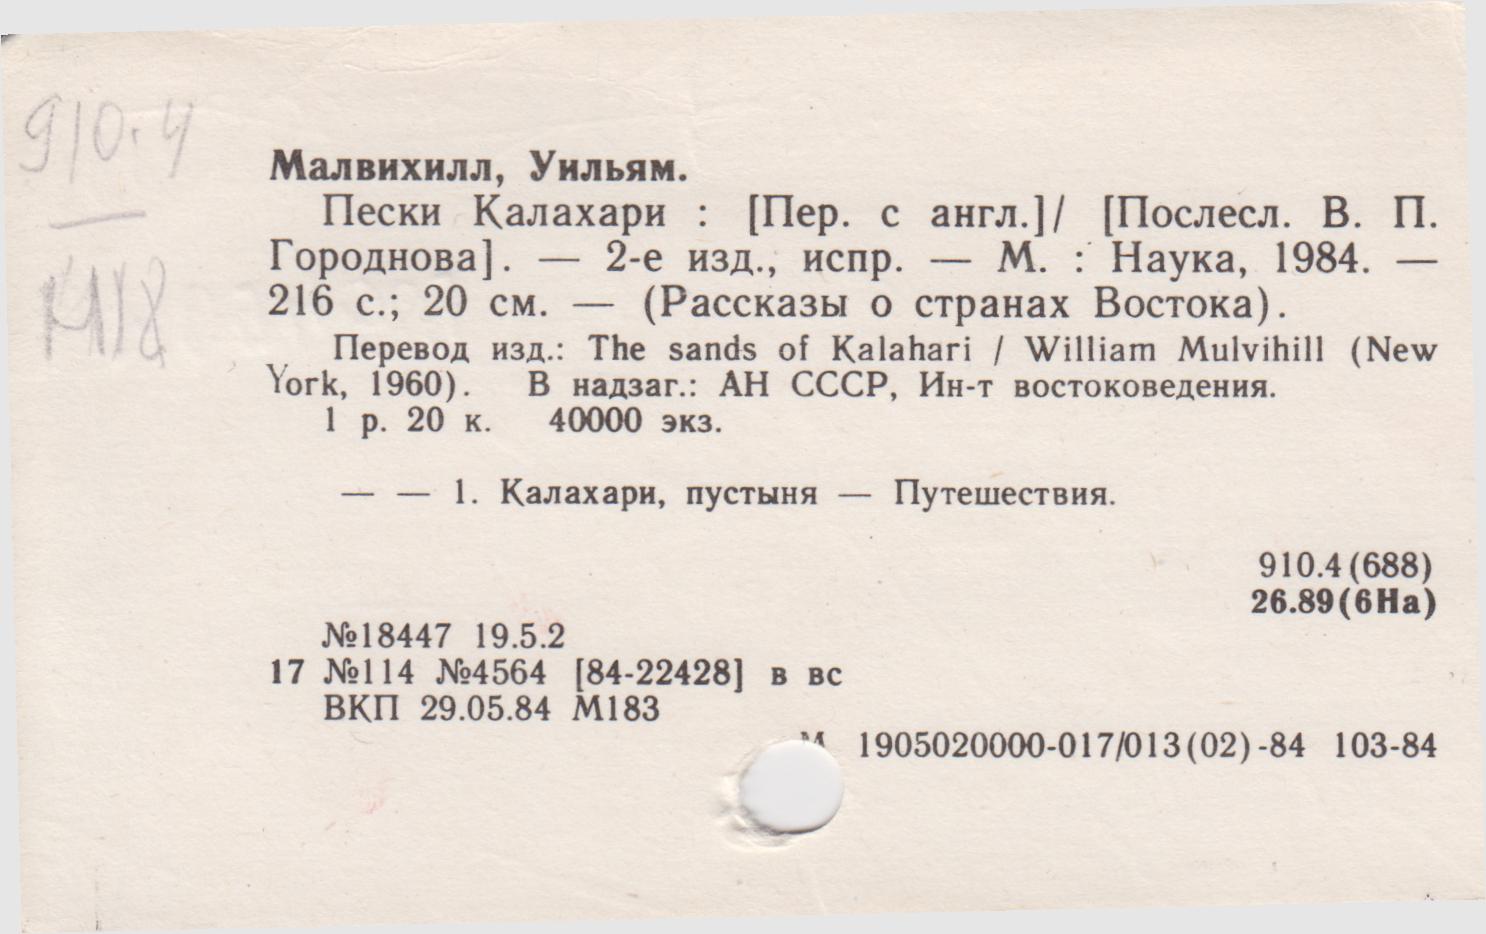 910.4
М18
Малвихилл, Уильям.
Пески Калахари : [Пер. с англ.]/ [Послесл. В. П.
Городнова]. — 2-е изд., испр. — М. : Наука, 1984. —
216 с.; 20 см. — (Рассказы о странах Востока).
Перевод изд.: The sands of Kalahari / William Mulvihill (New
York, 1960). В надзаг.: АН СССР, Ин-т востоковедения.
1 р. 20 к. 40000 экз.
— — 1. Калахари, пустыня — Путешествия.
910.4(688)
26.89(6На)
№18447 19.5.2
17 №114 №4564 [84-22428] в вс
ВКП 29.05.84 М183
М 1905020000-017/013(02)-84 103-84